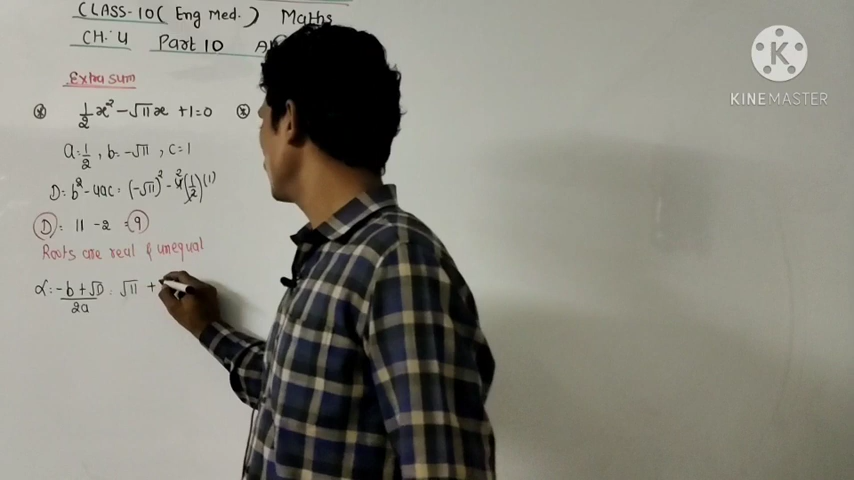 CLASS-10 (Eng Med.) Maths
CH:4 Part 10
Extra sum
⊛ 1/2 x² - √11 x + 1 = 0 ⊛
a = 1/2, b = -√11, c = 1
D = b² - 4ac = (-√11)² - 4(1/2)(1)
2
D = 11 - 2 = 9
Roots are real & unequal
α = -b + √D / 2a = √11 +
K
KINEMASTER